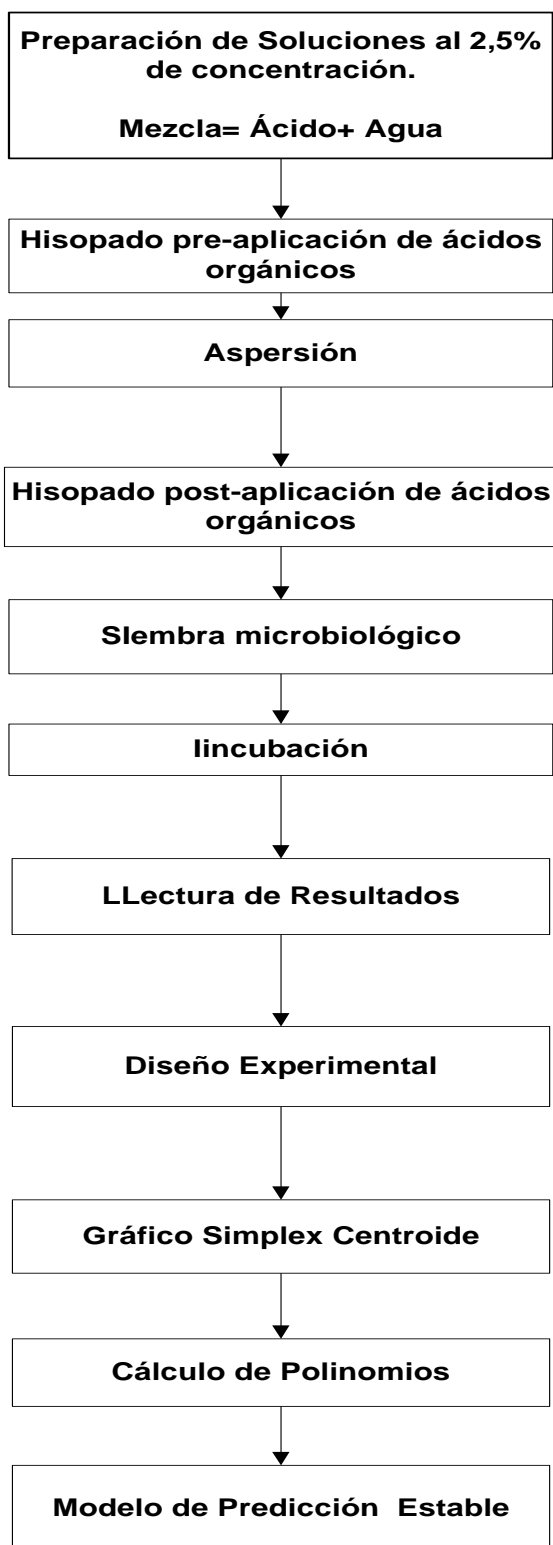 Preparación de Soluciones al 2,5%
de concentración.
Mezcla= Ácido+ Agua
Hisopado pre-aplicación de ácidos
orgánicos
Aspersión
Hisopado post-aplicación de ácidos
orgánicos
SIembra microbiológico
Iincubación
LLectura de Resultados
Diseño Experimental
Gráfico Simplex Centroide
Cálculo de Polinomios
Modelo de Predicción  Estable